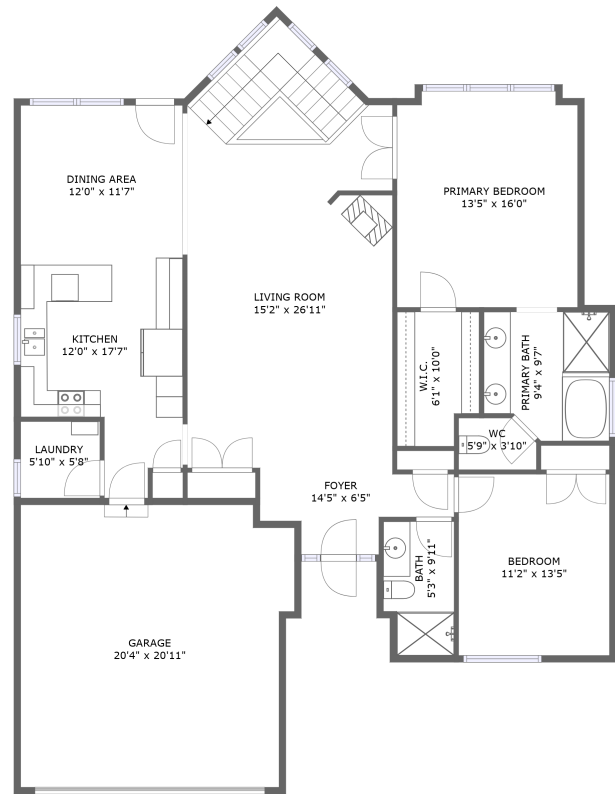 DINING AREA
12'0" x 11'7"
PRIMARY BEDROOM
13'5" x 16'0"
LIVING ROOM
15'2" x 26'11"
KITCHEN
12'0" x 17'7"
W.I.C.
6'1" x 10'0"
PRIMARY BATH
9'4" x 9'7"
WC
5'9" x 3'10"
LAUNDRY
5'10" x 5'8"
FOYER
14'5" x 6'5"
BATH
5'3" x 9'11"
BEDROOM
11'2" x 13'5"
GARAGE
20'4" x 20'11"